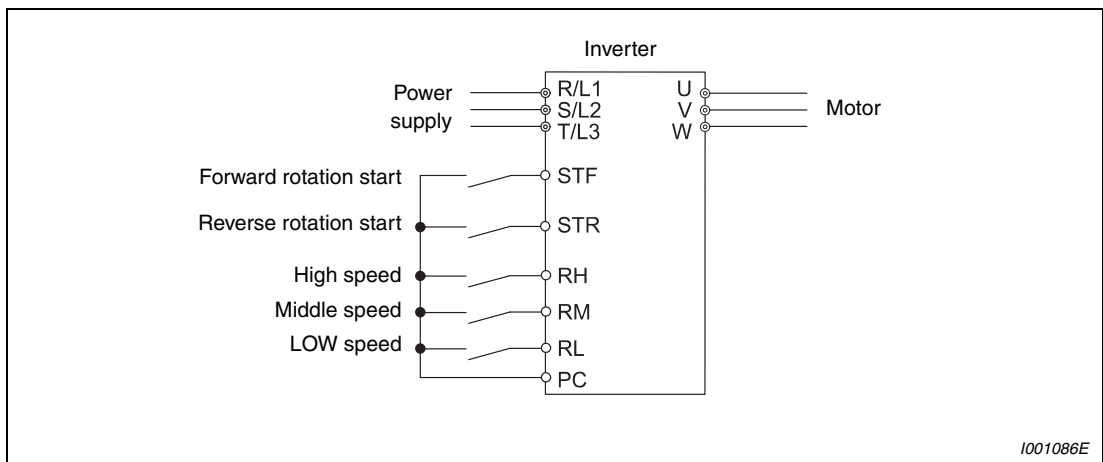 Inverter
Power
supply
R/L1
S/L2
T/L3
U
V
W
Motor
Forward rotation start
STF
Reverse rotation start
STR
High speed
RH
Middle speed
RM
LOW speed
RL
PC
I001086E